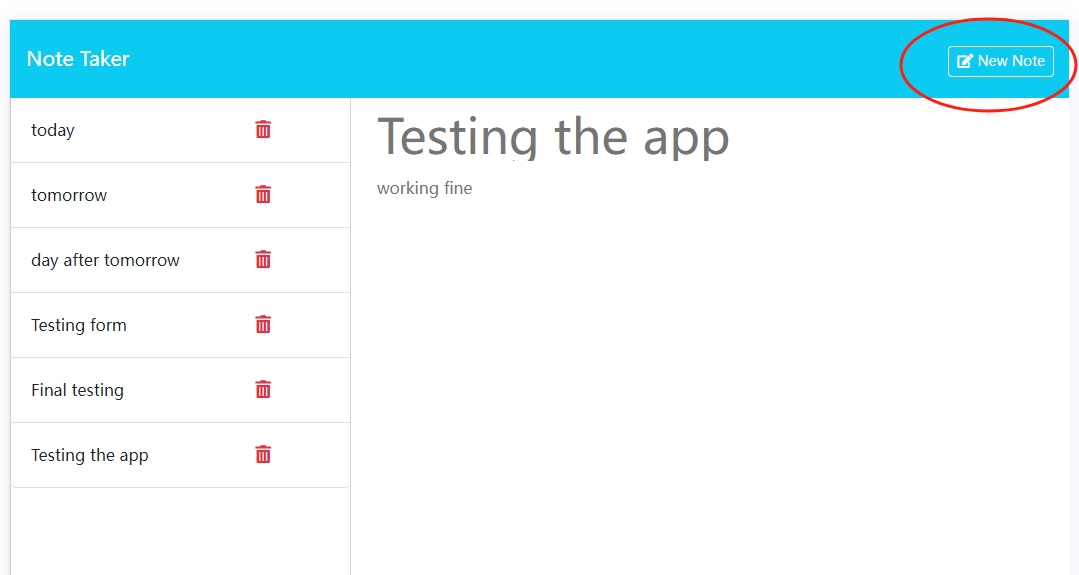 Note Taker
New Note
today
tomorrow
day after tomorrow
Testing form
Final testing
Testing the app
Testing the app
working fine